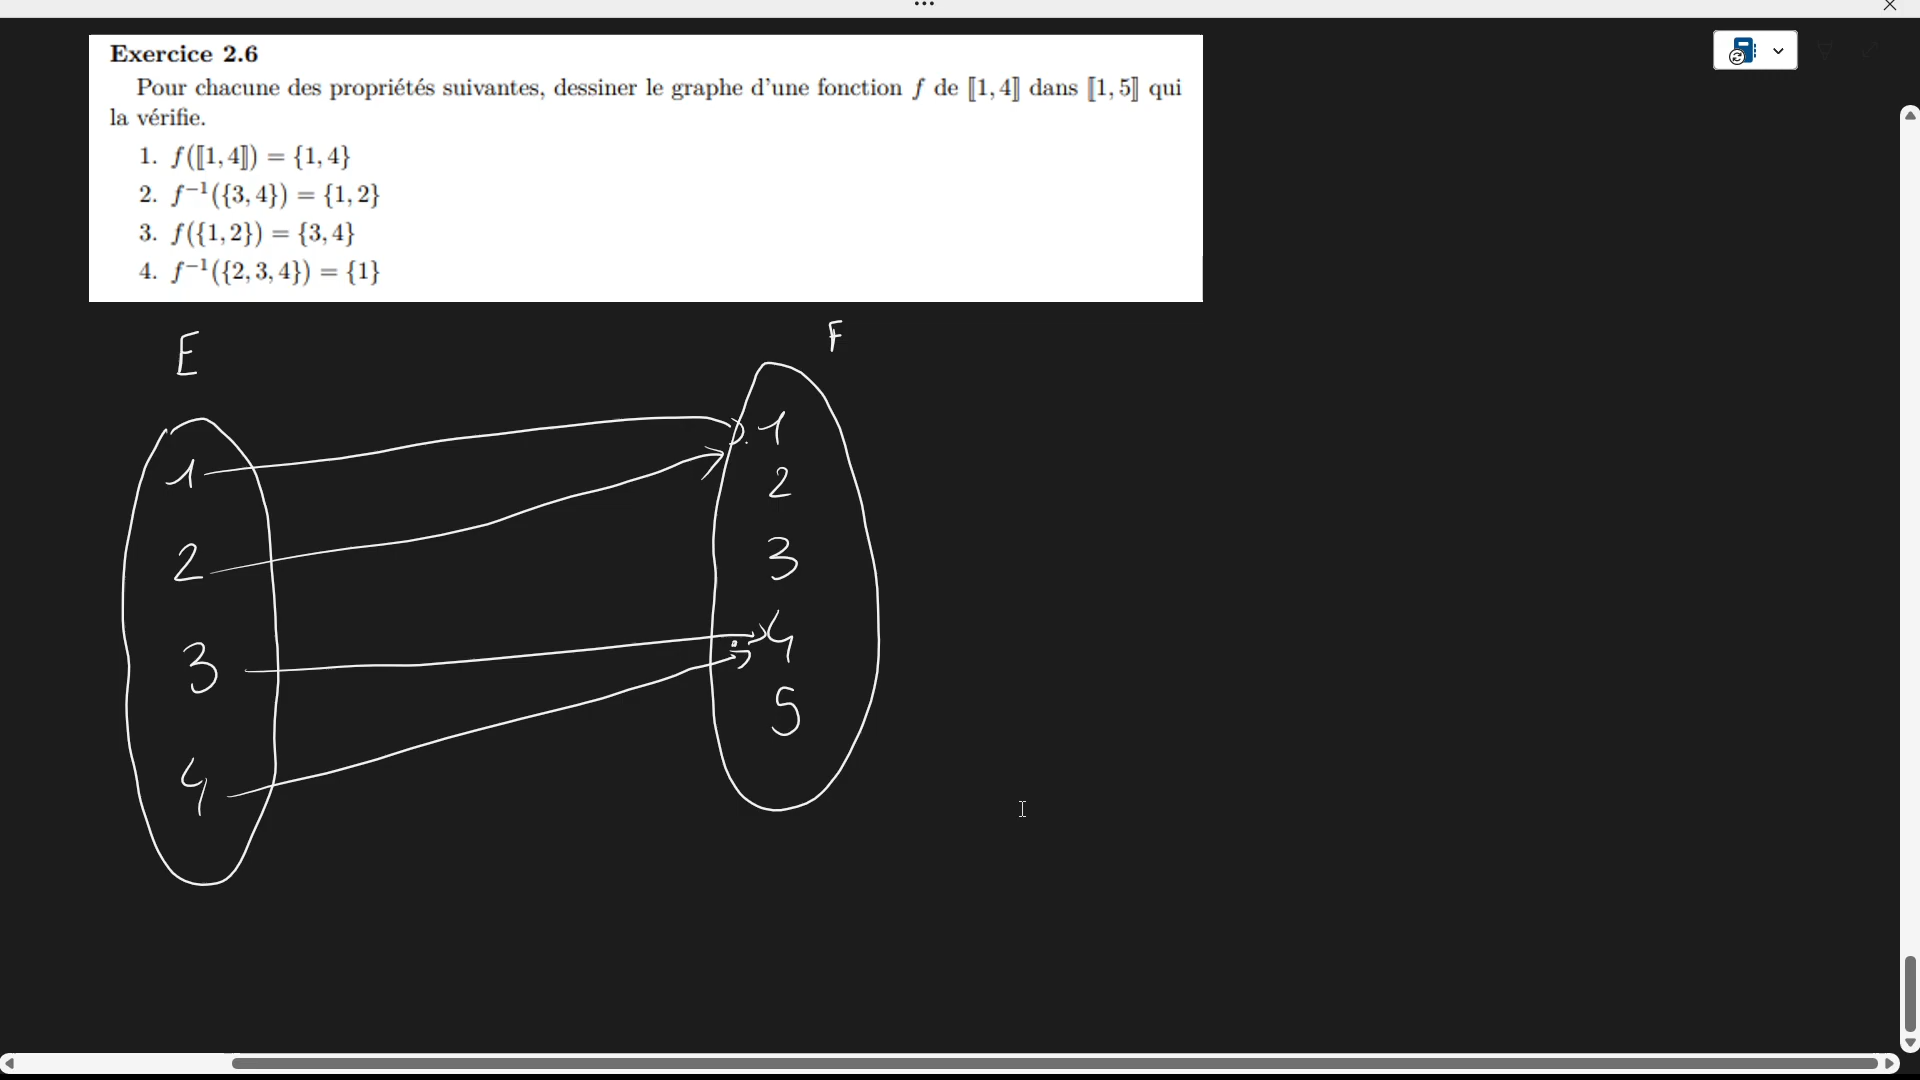 Exercice 2.6
Pour chacune des propriétés suivantes, dessiner le graphe d'une fonction f de ⟦1, 4⟧ dans ⟦1, 5⟧ qui
la vérifie.
1. f(⟦1, 4⟧) = {1, 4}
2. f⁻¹({3, 4}) = {1, 2}
3. f({1, 2}) = {3, 4}
4. f⁻¹({2, 3, 4}) = {1}
E
F
1
2
3
4
1
2
3
4
5